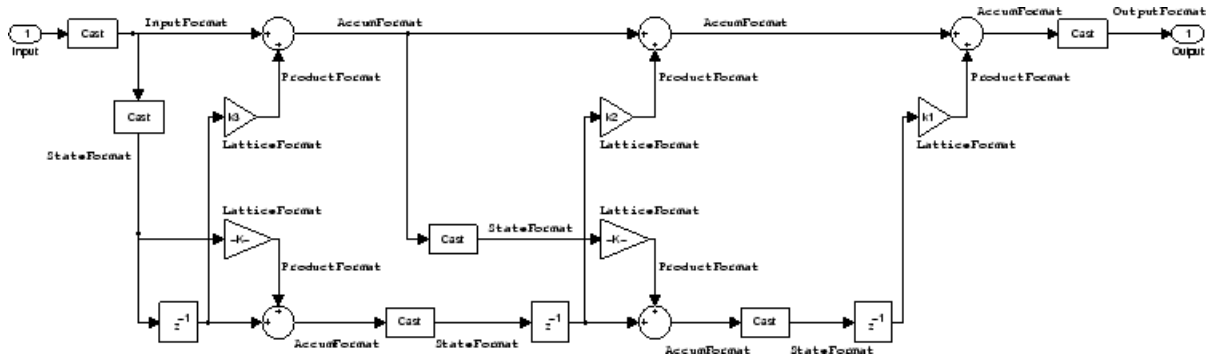 InputFormat
AccumFormat
AccumFormat
AccumFormat
OutputFormat
1
Input
Cast
+
+
+
+
+
+
Cast
1
Output
ProductFormat
ProductFormat
ProductFormat
Cast
k3
k2
k1
StateFormat
LatticeFormat
LatticeFormat
LatticeFormat
LatticeFormat
LatticeFormat
-K-
Cast
StateFormat
-K-
ProductFormat
ProductFormat
z⁻¹
+
+
Cast
z⁻¹
+
+
Cast
z⁻¹
AccumFormat
StateFormat
AccumFormat
StateFormat